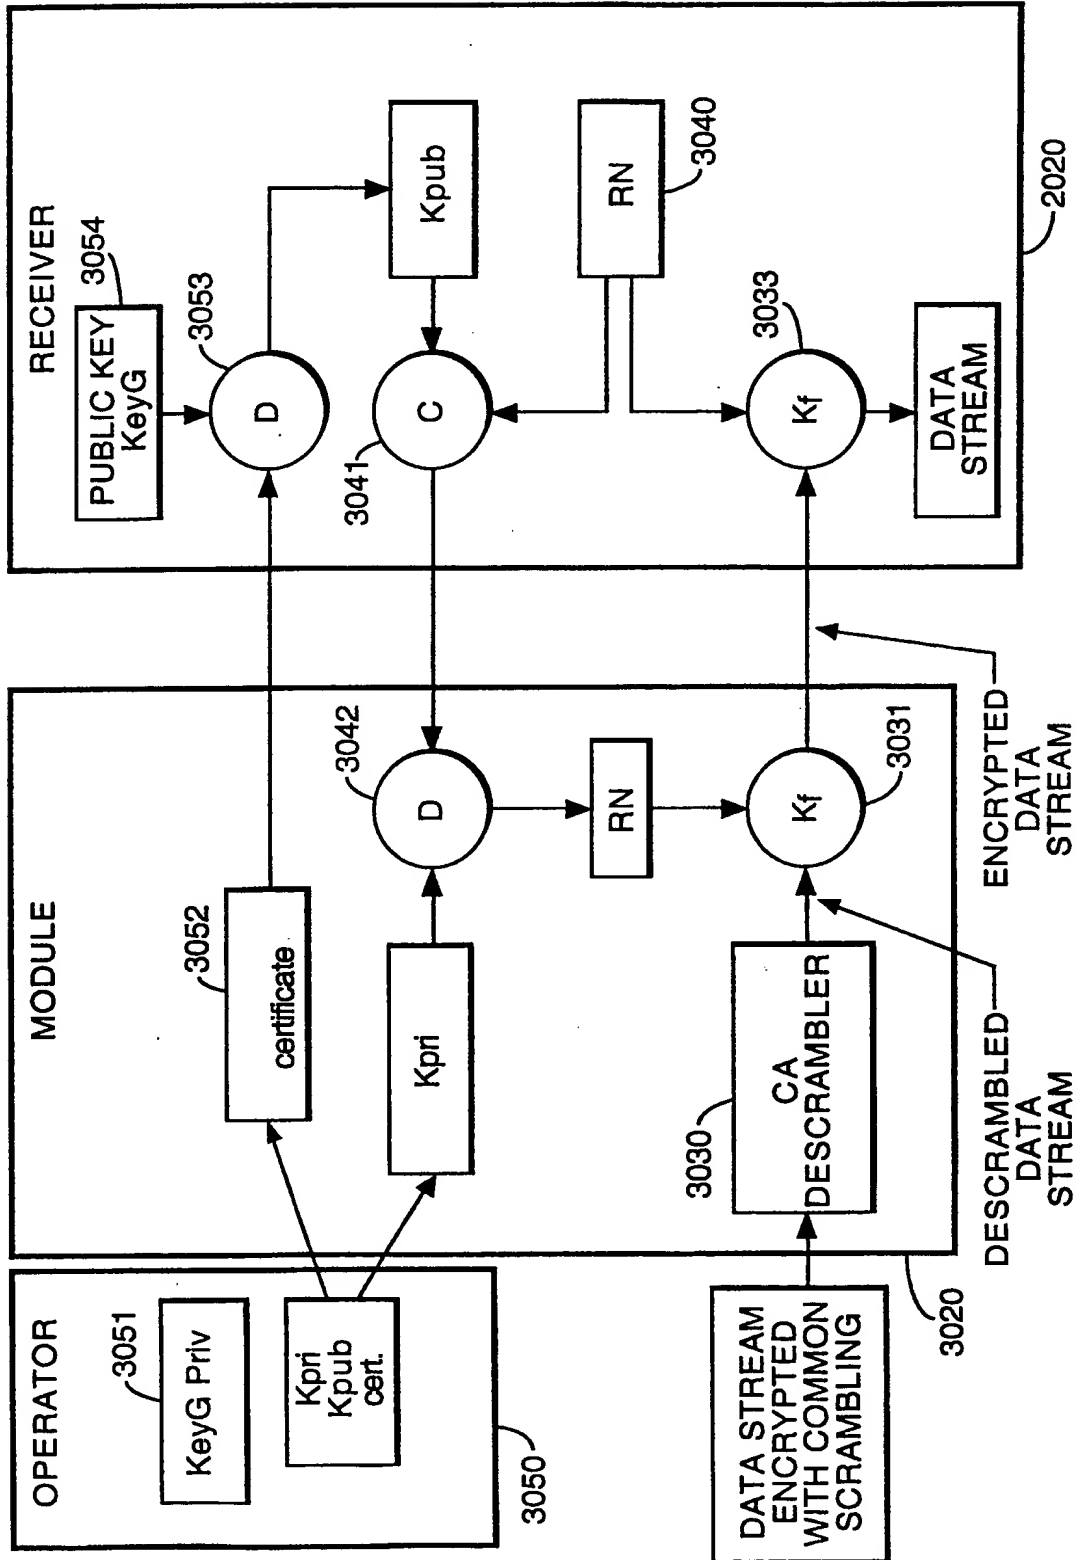 OPERATOR
3051
KeyG Priv
Kpri
Kpub
cert.
3050
DATA STREAM
ENCRYPTED
WITH COMMON
SCRAMBLING
MODULE
3052
certificate
Kpri
3042
D
RN
3030
CA
DESCRAMBLER
Kf
3031
3020
DESCRAMBLED
DATA
STREAM
ENCRYPTED
DATA
STREAM
RECEIVER
PUBLIC KEY
KeyG
3054
3053
D
Kpub
3041
C
RN
3040
3033
Kf
DATA
STREAM
2020